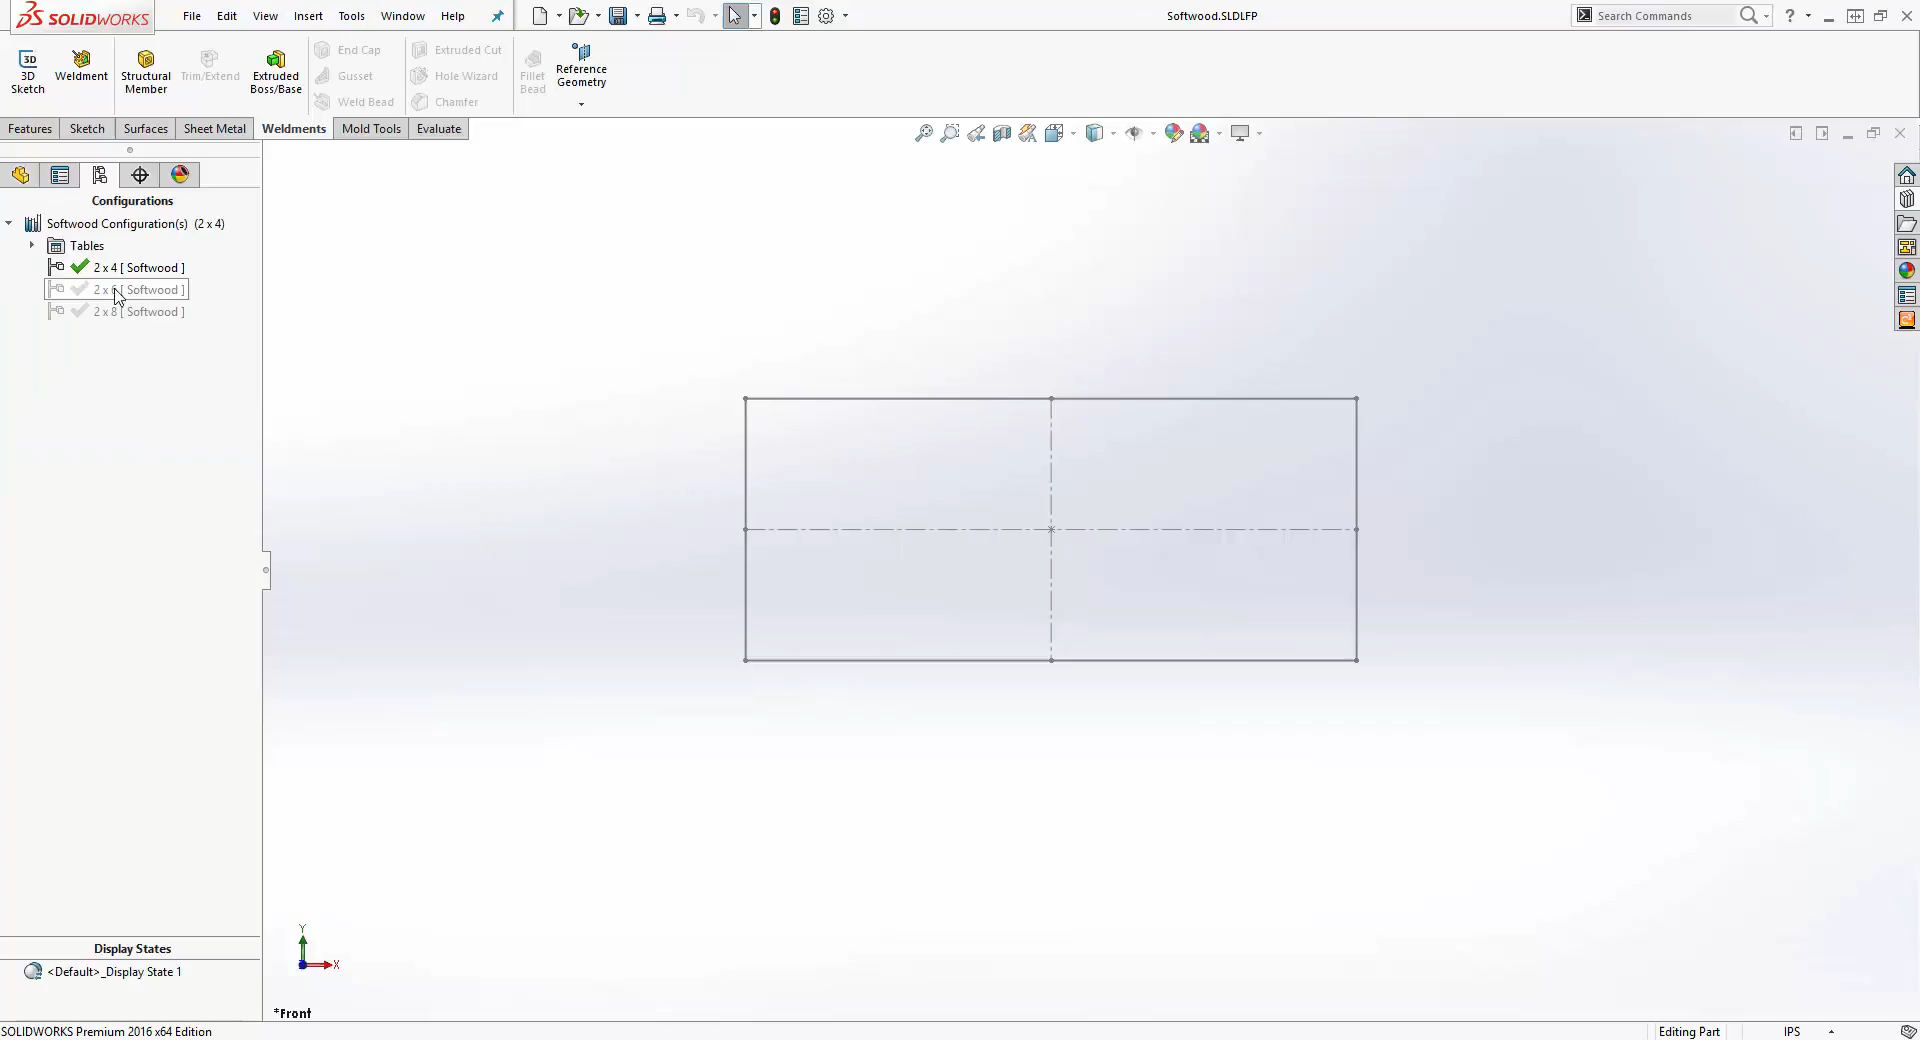 SOLIDWORKS
File Edit View Insert Tools Window Help
Softwood.SLDLFP
Search Commands
3D Sketch
Weldment
Structural Member
Trim/Extend
Extruded Boss/Base
End Cap
Gusset
Weld Bead
Extruded Cut
Hole Wizard
Chamfer
Fillet Bead
Reference Geometry
Features Sketch Surfaces Sheet Metal Weldments Mold Tools Evaluate
Configurations
Softwood Configuration(s) (2 x 4)
Tables
2 x 4 [ Softwood ]
2 x 6 [ Softwood ]
2 x 8 [ Softwood ]
Display States
<Default>_Display State 1
Y
X
*Front
SOLIDWORKS Premium 2016 x64 Edition
Editing Part
IPS